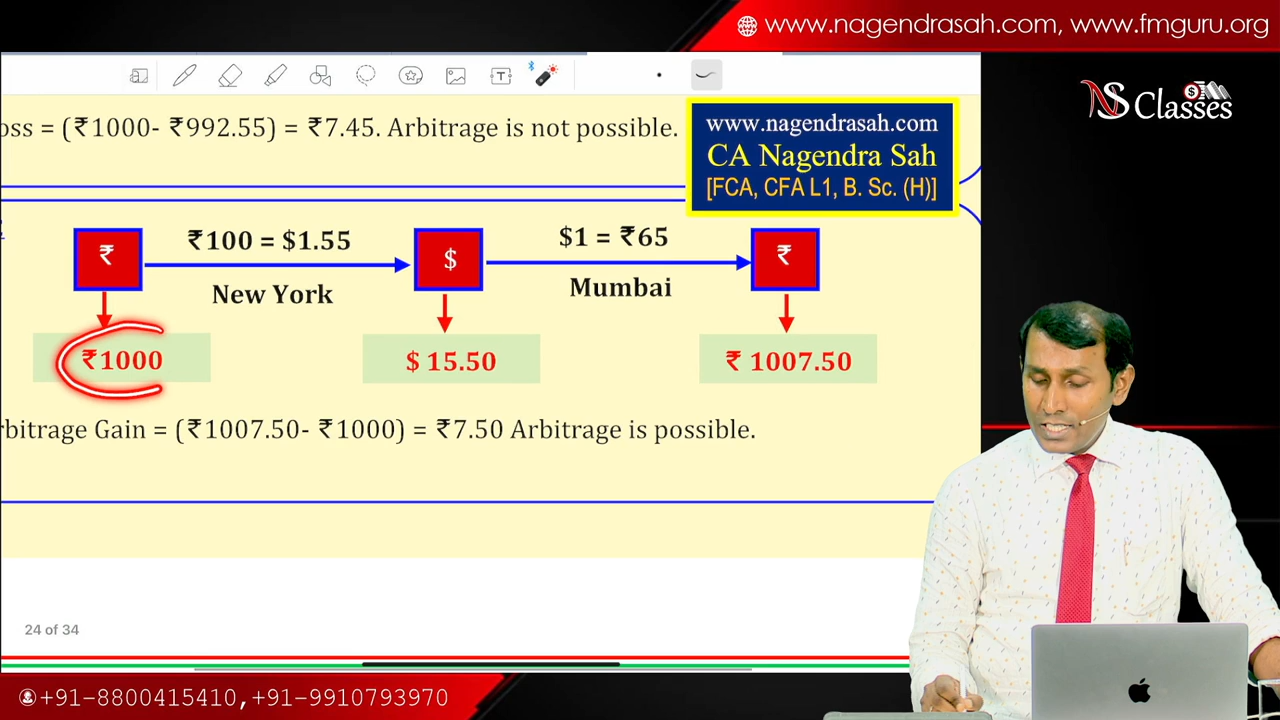 www.nagendrasah.com, www.fmguru.org
NS Classes
oss = (₹1000- ₹992.55) = ₹7.45. Arbitrage is not possible.
www.nagendrasah.com
CA Nagendra Sah
[FCA, CFA L1, B. Sc. (H)]
₹
₹100 = $1.55
New York
$
$1 = ₹65
Mumbai
₹
₹1000
$ 15.50
₹ 1007.50
rbitrage Gain = (₹1007.50- ₹1000) = ₹7.50 Arbitrage is possible.
24 of 34
+91-8800415410,+91-9910793970